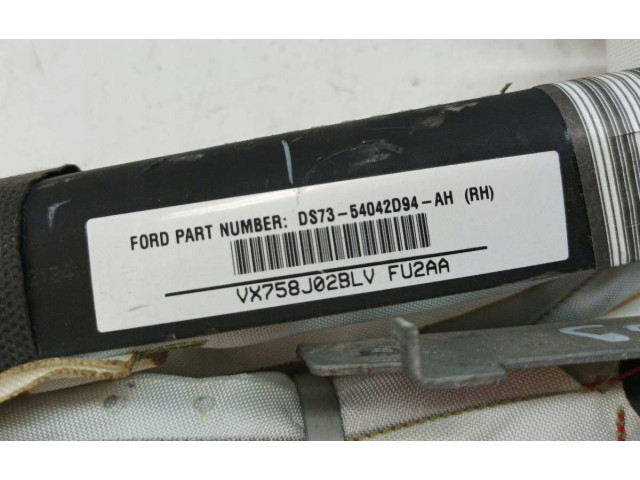 FORD PART NUMBER: DS73-54042D94-AH (RH)
VX758J02BLV FU2AA